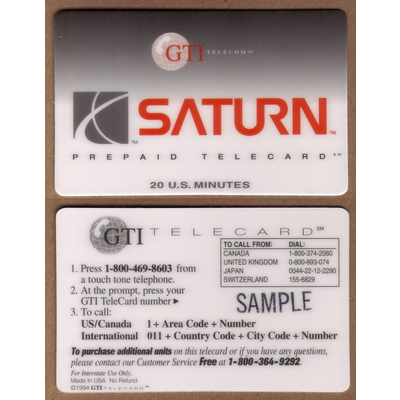 GTI TELECOM SM
SATURN TM
TM
PREPAID TELECARD SM
20 U.S. MINUTES
GTI TELECARD SM
TO CALL FROM: DIAL:
CANADA 1-800-374-2060
UNITED KINGDOM 0-800-893-074
JAPAN 0044-22-12-2290
SWITZERLAND 155-6829
1. Press 1-800-469-8603 from
a touch tone telephone.
2. At the prompt, press your
GTI TeleCard number ▶
SAMPLE
3. To call:
US/Canada 1 + Area Code + Number
International 011 + Country Code + City Code + Number
To purchase additional units on this telecard or if you have any questions,
please contact our Customer Service Free at 1-800-364-9292.
For Interstate Use Only.
Made In USA No Refund
©1994 GTI TELECARD